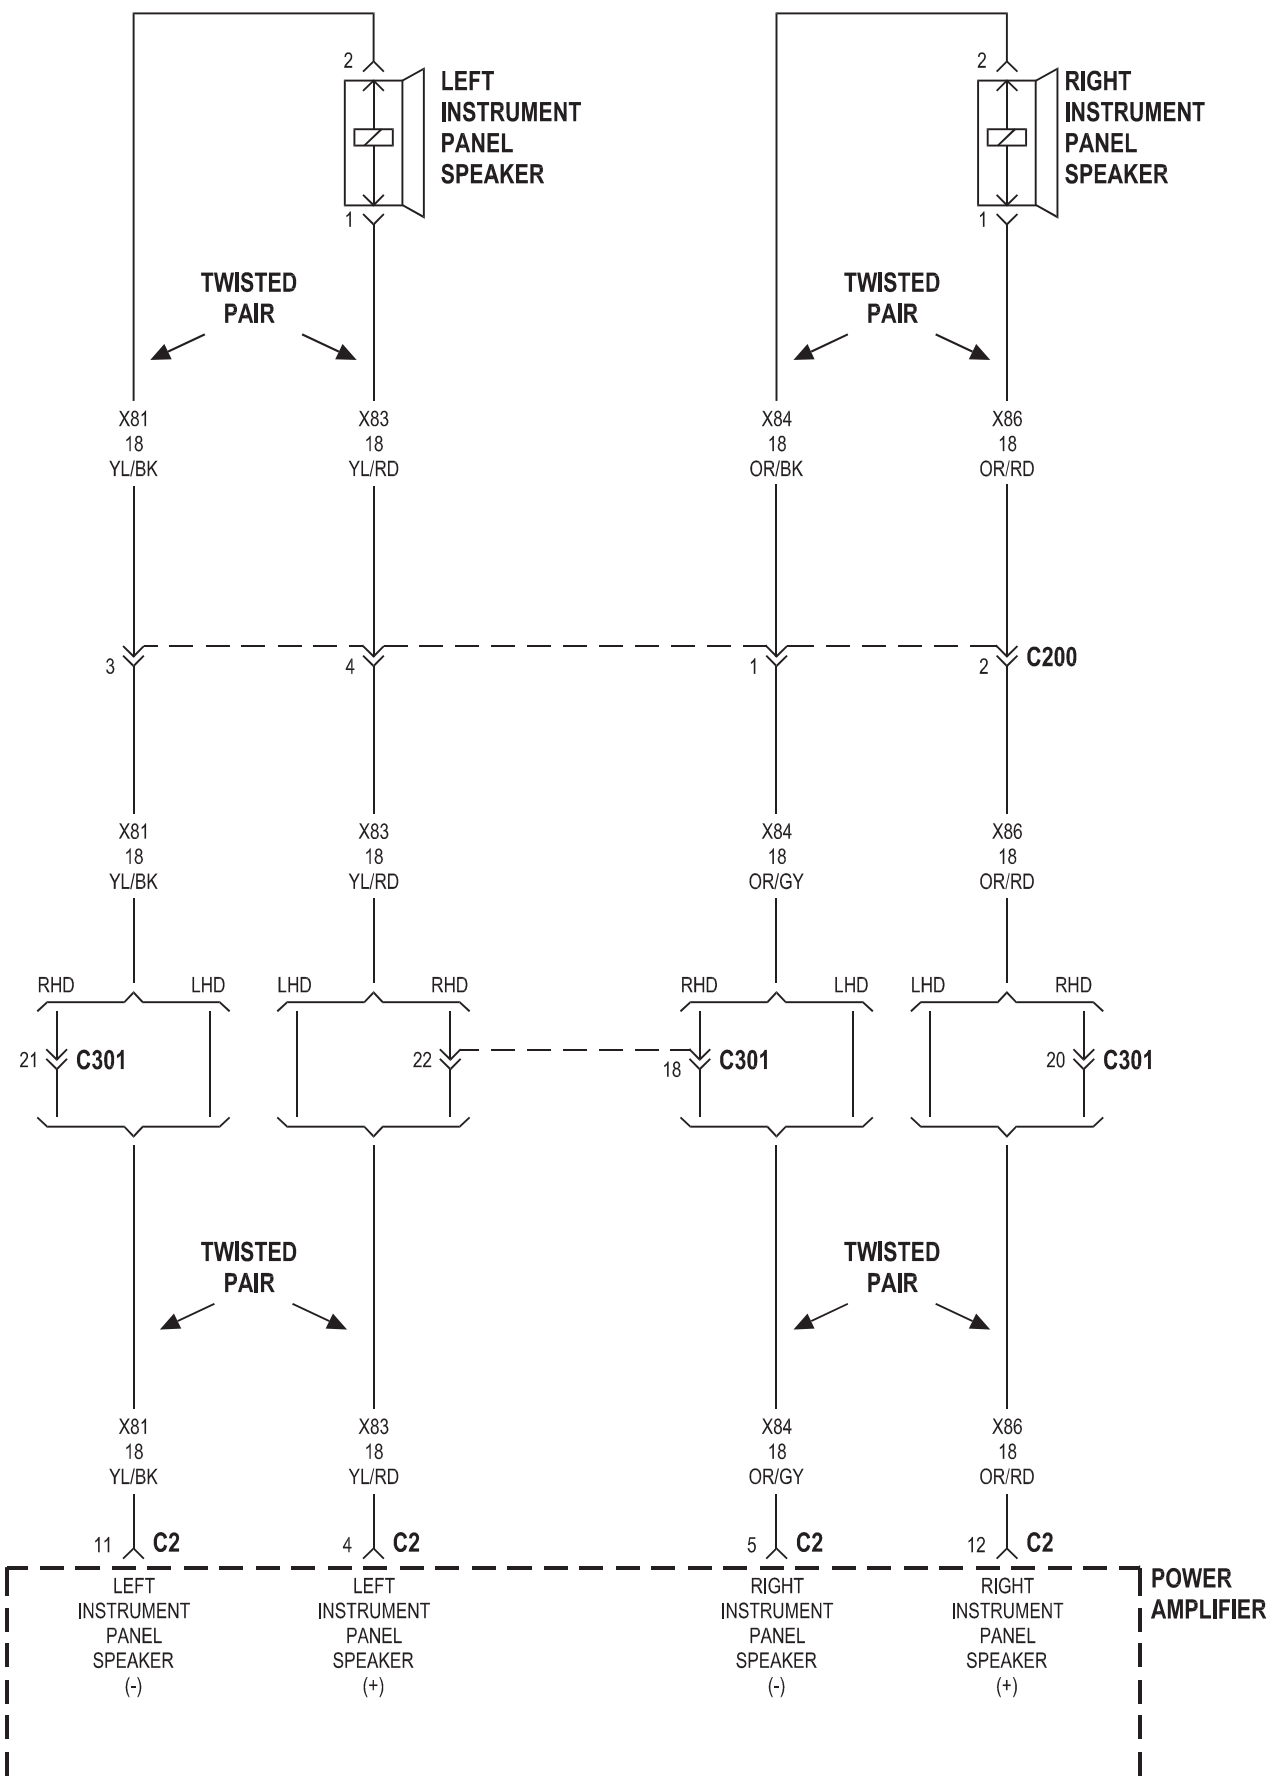 2
LEFT
INSTRUMENT
PANEL
SPEAKER
1
2
RIGHT
INSTRUMENT
PANEL
SPEAKER
1
TWISTED
PAIR
TWISTED
PAIR
X81
18
YL/BK
X83
18
YL/RD
X84
18
OR/BK
X86
18
OR/RD
3
4
1
2
C200
X81
18
YL/BK
X83
18
YL/RD
X84
18
OR/GY
X86
18
OR/RD
RHD
LHD
LHD
RHD
RHD
LHD
LHD
RHD
21
C301
22
18
C301
20
C301
TWISTED
PAIR
TWISTED
PAIR
X81
18
YL/BK
X83
18
YL/RD
X84
18
OR/GY
X86
18
OR/RD
11
C2
4
C2
5
C2
12
C2
LEFT
INSTRUMENT
PANEL
SPEAKER
(-)
LEFT
INSTRUMENT
PANEL
SPEAKER
(+)
RIGHT
INSTRUMENT
PANEL
SPEAKER
(-)
RIGHT
INSTRUMENT
PANEL
SPEAKER
(+)
POWER
AMPLIFIER